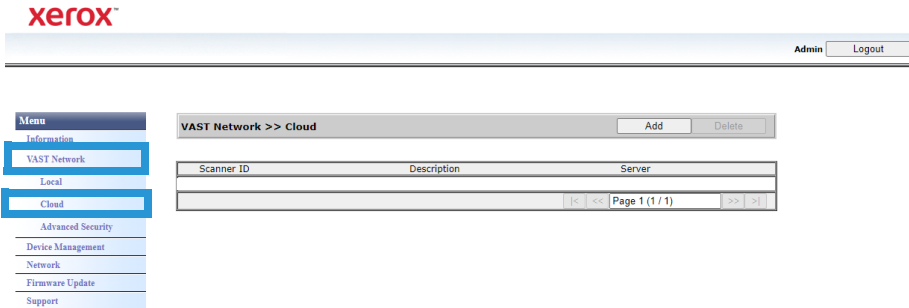 xerox™
Admin Logout
Menu
Information
VAST Network
Local
Cloud
Advanced Security
Device Management
Network
Firmware Update
Support
VAST Network >> Cloud Add Delete
Scanner ID Description Server
|< << Page 1 (1 / 1) >> >|